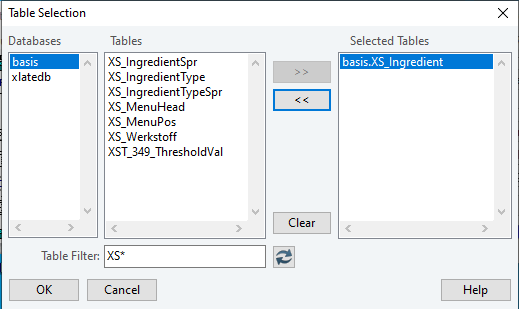 Table Selection
Databases
Tables
Selected Tables
basis
xlatedb
XS_IngredientSpr
XS_IngredientType
XS_IngredientTypeSpr
XS_MenuHead
XS_MenuPos
XS_Werkstoff
XST_349_ThresholdVal
>>
<<
Clear
basis.XS_Ingredient
Table Filter:
XS*
OK
Cancel
Help